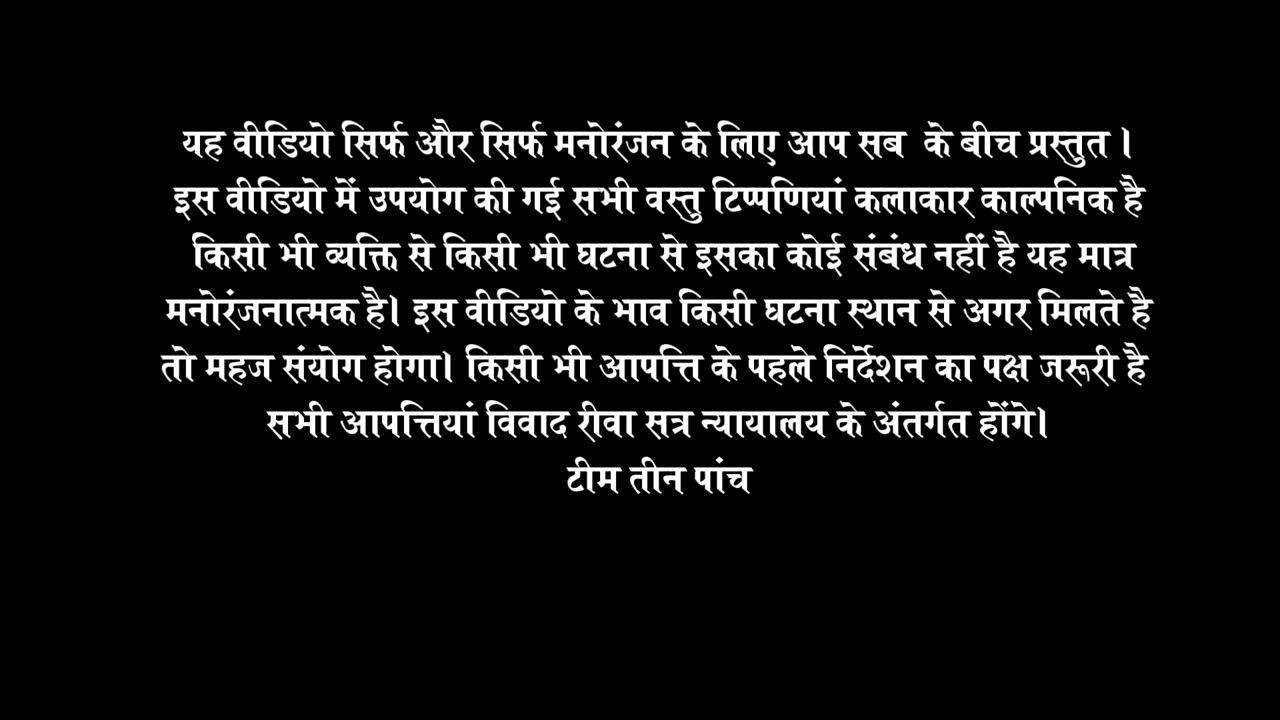 यह वीडियो सिर्फ और सिर्फ मनोरंजन के लिए आप सब के बीच प्रस्तुत ।
इस वीडियो में उपयोग की गई सभी वस्तु टिप्पणियां कलाकार काल्पनिक है
किसी भी व्यक्ति से किसी भी घटना से इसका कोई संबंध नहीं है यह मात्र
मनोरंजनात्मक है। इस वीडियो के भाव किसी घटना स्थान से अगर मिलते है
तो महज संयोग होगा। किसी भी आपत्ति के पहले निर्देशन का पक्ष जरूरी है
सभी आपत्तियां विवाद रीवा सत्र न्यायालय के अंतर्गत होंगे।
टीम तीन पांच